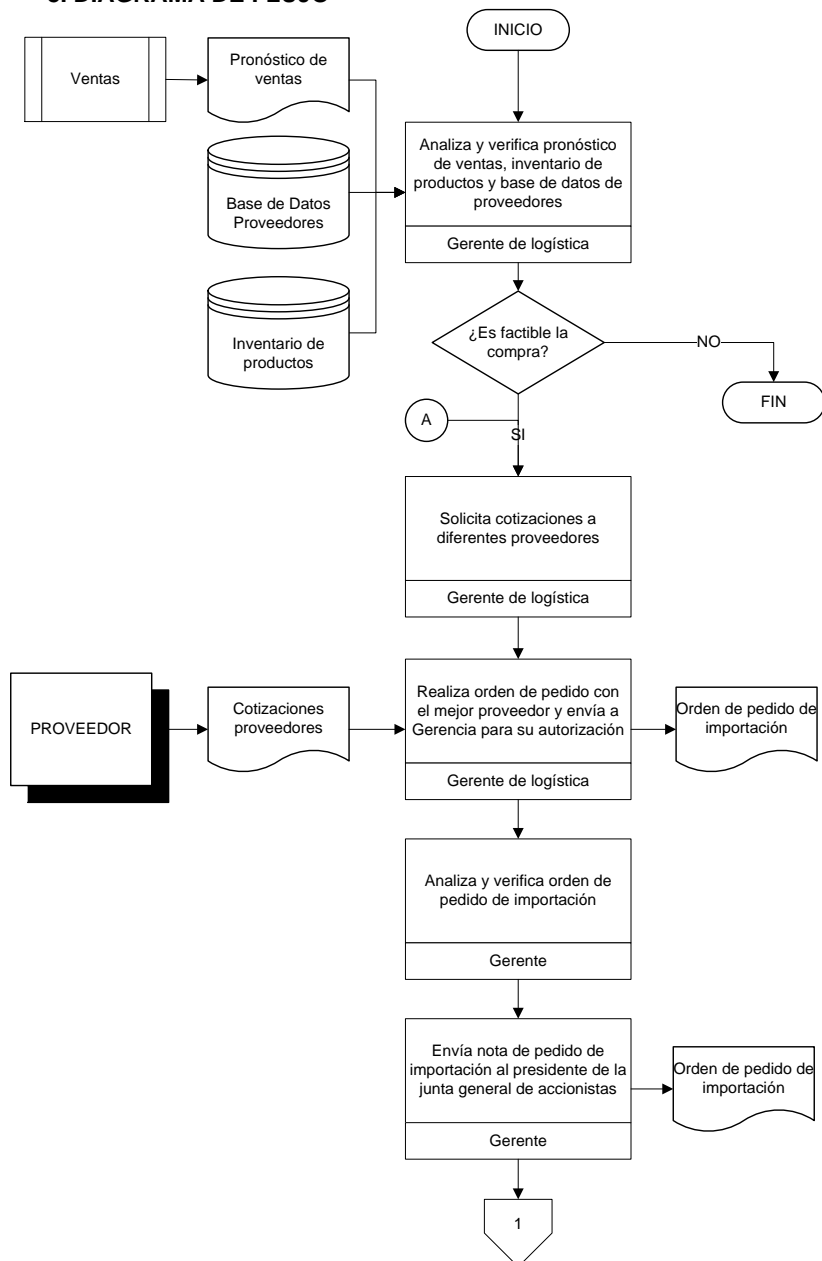 INICIO
Ventas
Pronóstico de
ventas
Base de Datos
Proveedores
Inventario de
productos
Analiza y verifica pronóstico
de ventas, inventario de
productos y base de datos de
proveedores
Gerente de logística
¿Es factible la
compra?
NO
FIN
A
SI
Solicita cotizaciones a
diferentes proveedores
Gerente de logística
PROVEEDOR
Cotizaciones
proveedores
Realiza orden de pedido con
el mejor proveedor y envía a
Gerencia para su autorización
Gerente de logística
Orden de pedido de
importación
Analiza y verifica orden de
pedido de importación
Gerente
Envía nota de pedido de
importación al presidente de la
junta general de accionistas
Gerente
Orden de pedido de
importación
1